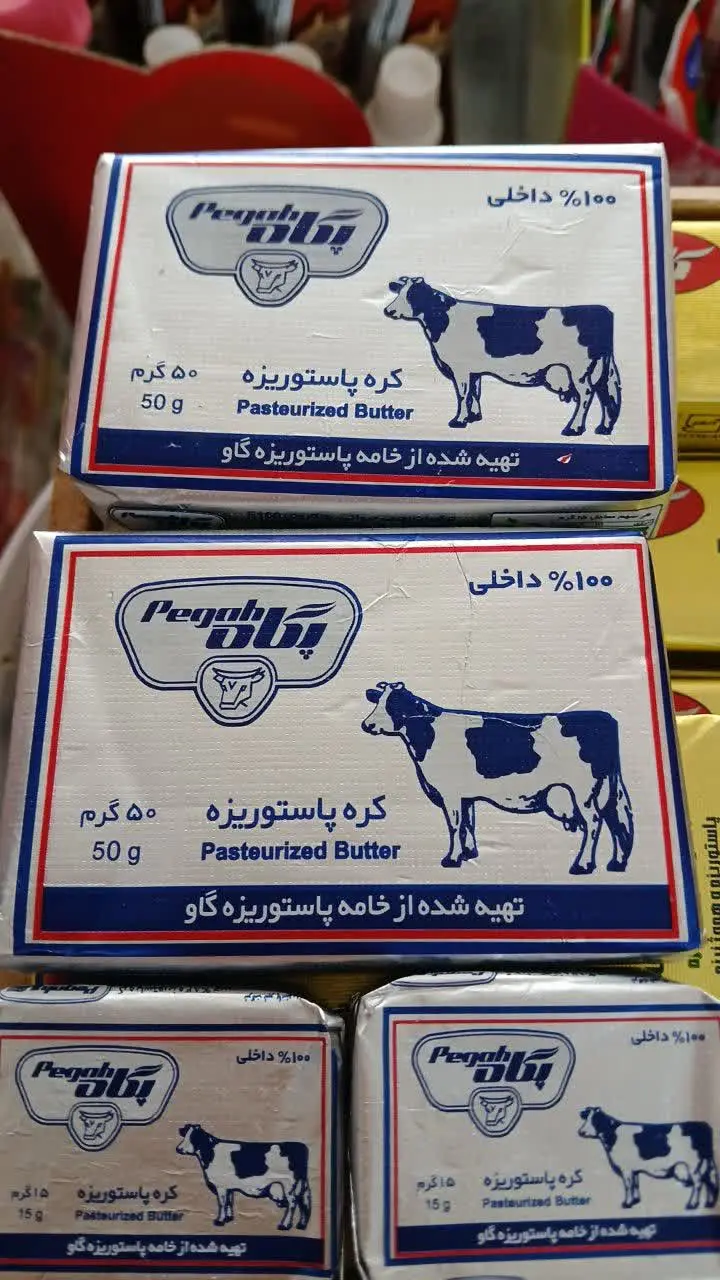 ۱۰۰% داخلی
Pegah
پگاه
۵۰ گرم
50 g
کره پاستوریزه
Pasteurized Butter
تهیه شده از خامه پاستوریزه گاو
۱۰۰% داخلی
Pegah
پگاه
۵۰ گرم
50 g
کره پاستوریزه
Pasteurized Butter
تهیه شده از خامه پاستوریزه گاو
۱۰۰% داخلی
Pegah
پگاه
۱۵ گرم
15 g
کره پاستوریزه
Pasteurized Butter
تهیه شده از خامه پاستوریزه گاو
۱۰۰% داخلی
Pegah
پگاه
۱۵ گرم
15 g
کره پاستوریزه
Pasteurized Butter
تهیه شده از خامه پاستوریزه گاو